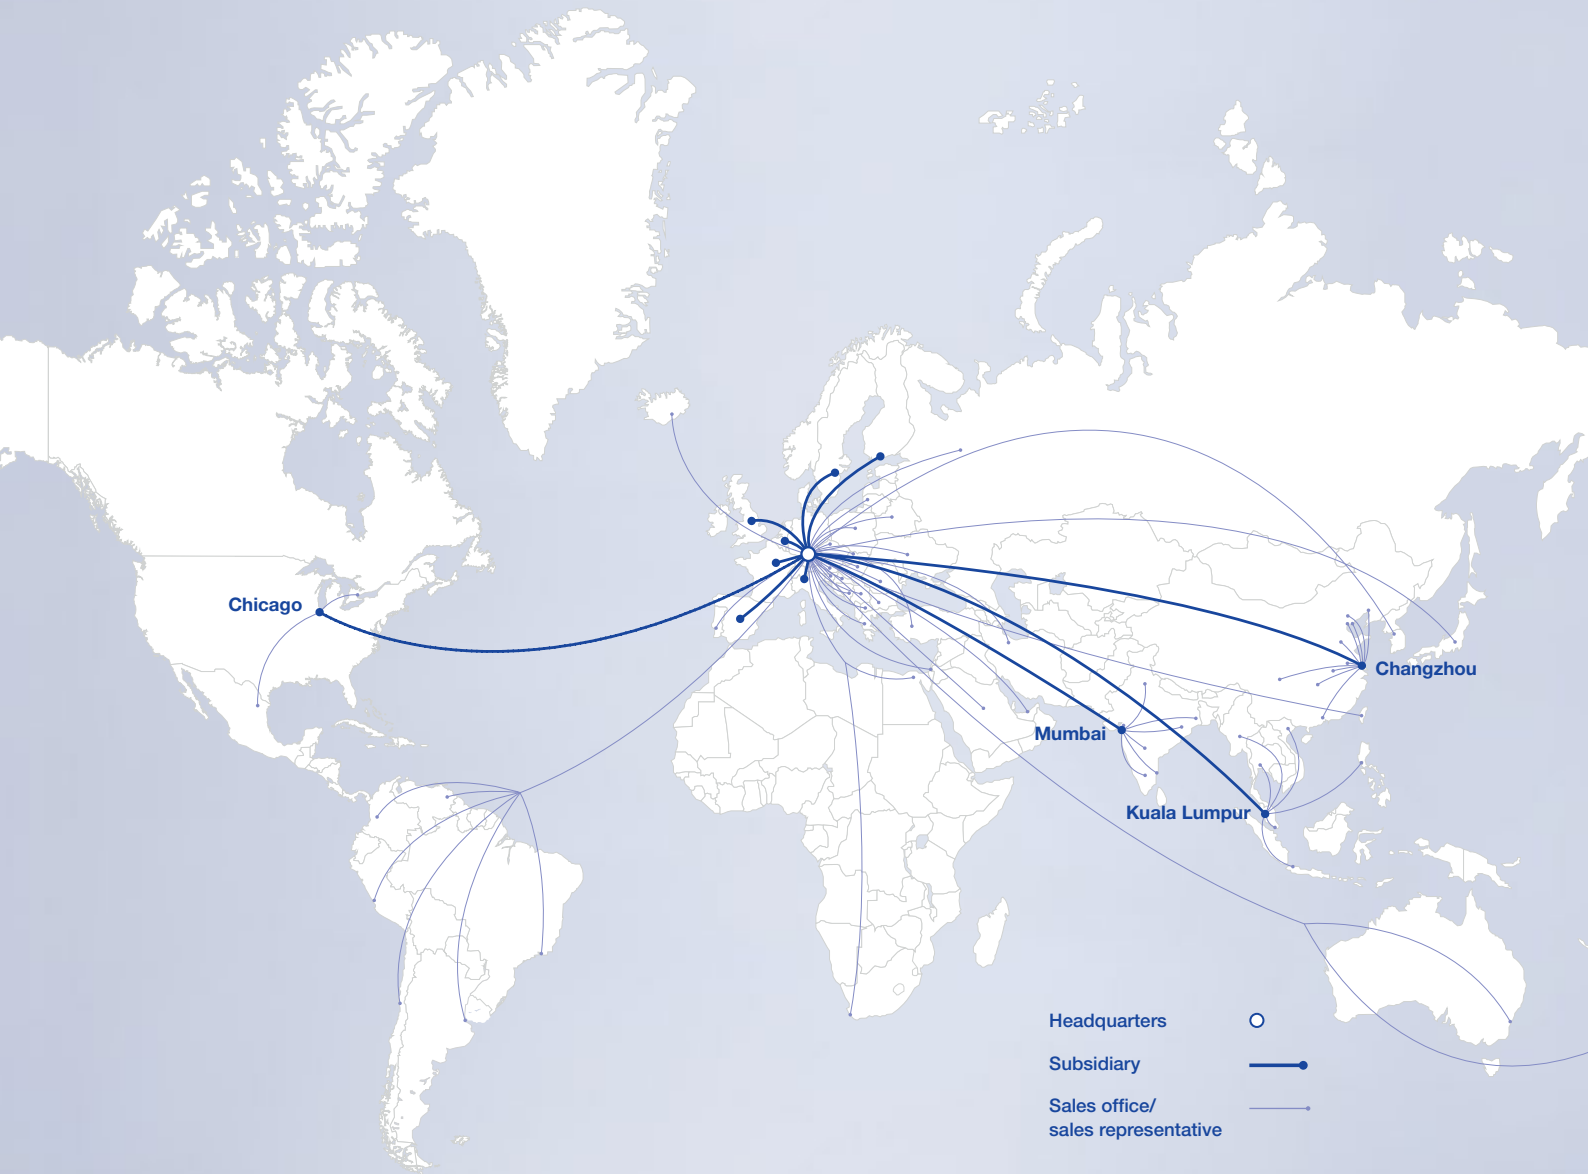 Chicago
Changzhou
Mumbai
Kuala Lumpur
Headquarters
Subsidiary
Sales office/
sales representative